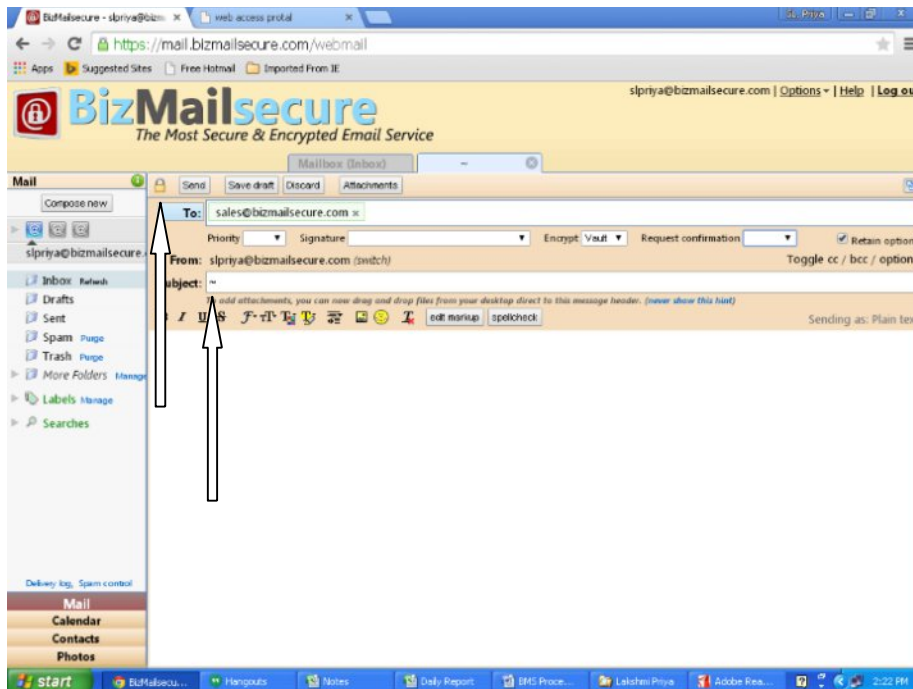 BizMailsecure - slpriya@bizm × web access protal ×
https://mail.bizmailsecure.com/webmail
Apps Suggested Sites Free Hotmail Imported From IE
slpriya@bizmailsecure.com | Options | Help | Log ou
BizMailsecure
The Most Secure & Encrypted Email Service
Mailbox (Inbox) ~
Mail
Send Save draft Discard Attachments
Compose new
To: sales@bizmailsecure.com ×
Priority Signature Encrypt Vault Request confirmation Retain option
slpriya@bizmailsecure.
From: slpriya@bizmailsecure.com (switch) Toggle cc / bcc / option
Inbox Refresh
ubject: ~
Drafts
add attachments, you can now drag and drop files from your desktop direct to this message header. (never show this hint)
Sent
I U S edit markup spellcheck Sending as: Plain tex
Spam Purge
Trash Purge
More Folders Manage
Labels Manage
Searches
Delivery log, Spam control
Mail
Calendar
Contacts
Photos
start BizMailsecu... Hangouts Notes Daily Report BMS Proce... Lakshmi Priya Adobe Rea... 2:22 PM